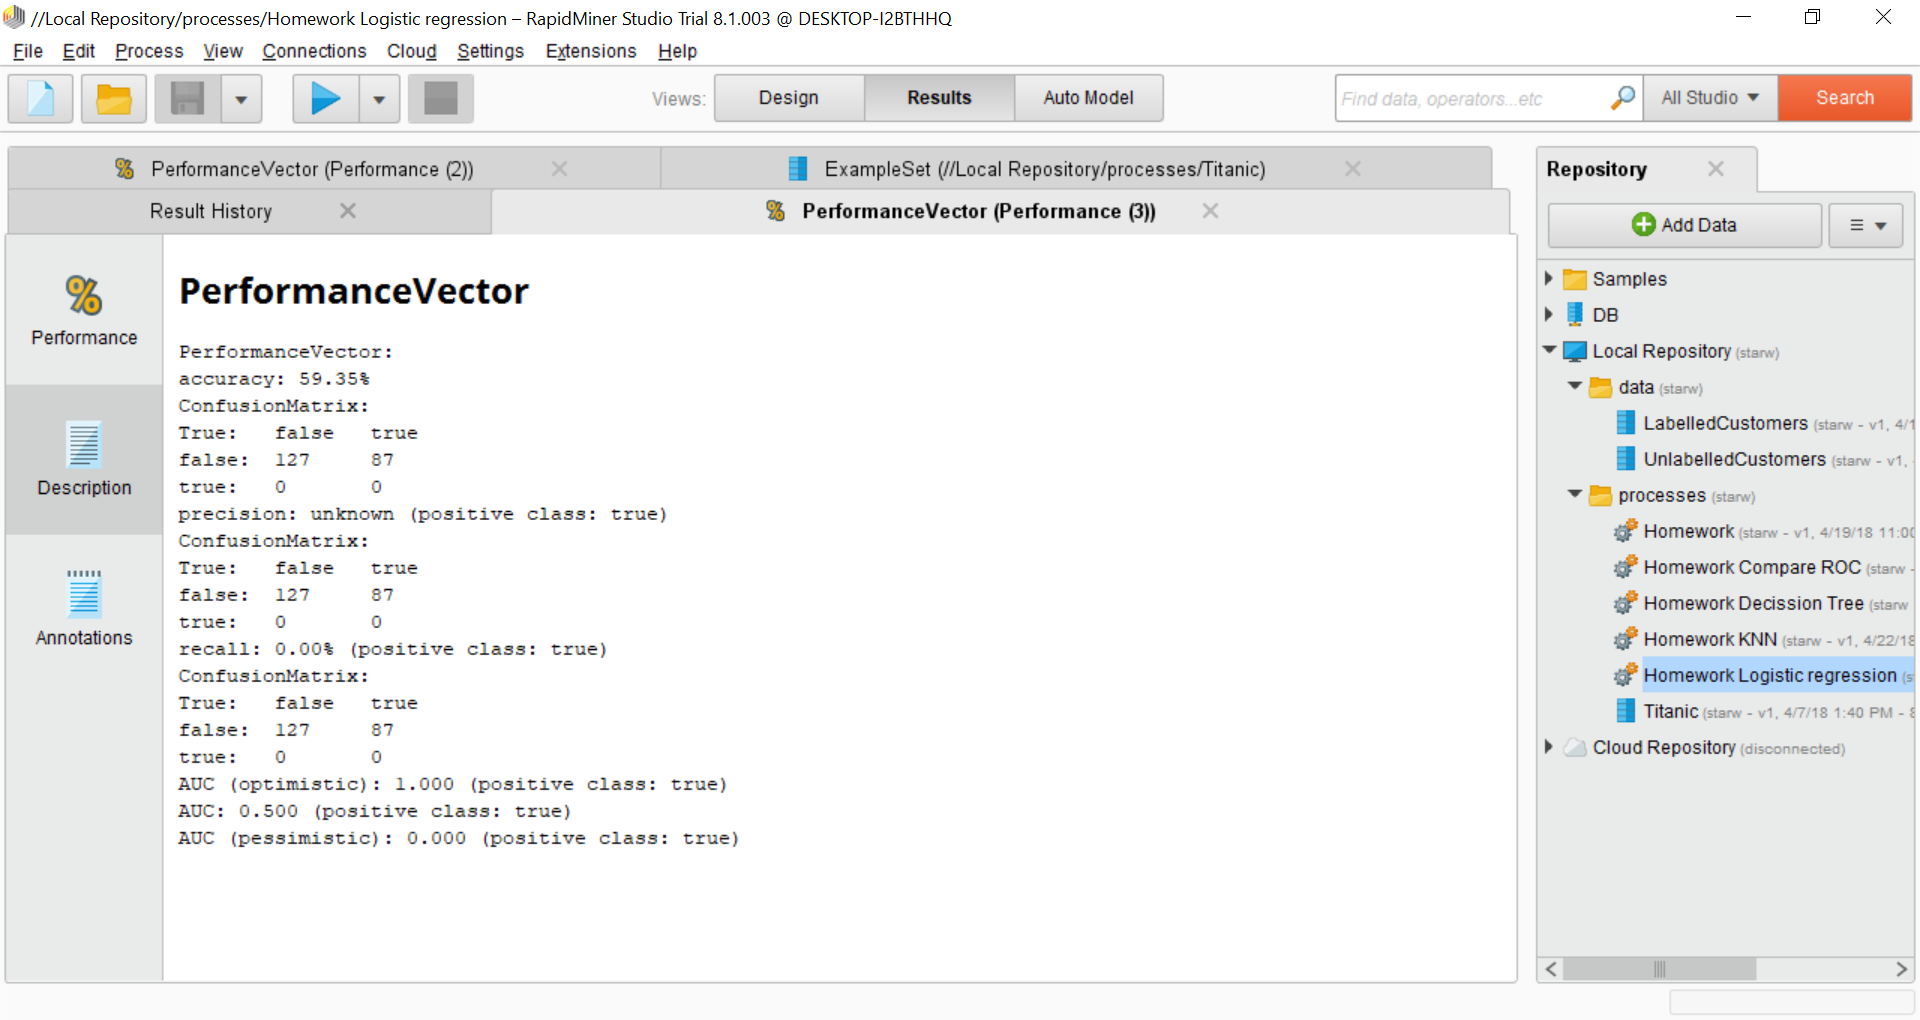 //Local Repository/processes/Homework Logistic regression – RapidMiner Studio Trial 8.1.003 @ DESKTOP-I2BTHHQ
File Edit Process View Connections Cloud Settings Extensions Help
Views: Design Results Auto Model Find data, operators...etc All Studio Search
PerformanceVector (Performance (2)) ExampleSet (//Local Repository/processes/Titanic)
Result History PerformanceVector (Performance (3))
Performance
Description
Annotations
PerformanceVector
PerformanceVector:
accuracy: 59.35%
ConfusionMatrix:
True: false true
false: 127 87
true: 0 0
precision: unknown (positive class: true)
ConfusionMatrix:
True: false true
false: 127 87
true: 0 0
recall: 0.00% (positive class: true)
ConfusionMatrix:
True: false true
false: 127 87
true: 0 0
AUC (optimistic): 1.000 (positive class: true)
AUC: 0.500 (positive class: true)
AUC (pessimistic): 0.000 (positive class: true)
Repository
Add Data
Samples
DB
Local Repository (starw)
data (starw)
LabelledCustomers (starw - v1, 4/1
UnlabelledCustomers (starw - v1,
processes (starw)
Homework (starw - v1, 4/19/18 11:00
Homework Compare ROC (starw -
Homework Decission Tree (starw
Homework KNN (starw - v1, 4/22/18
Homework Logistic regression (s
Titanic (starw - v1, 4/7/18 1:40 PM - 8
Cloud Repository (disconnected)